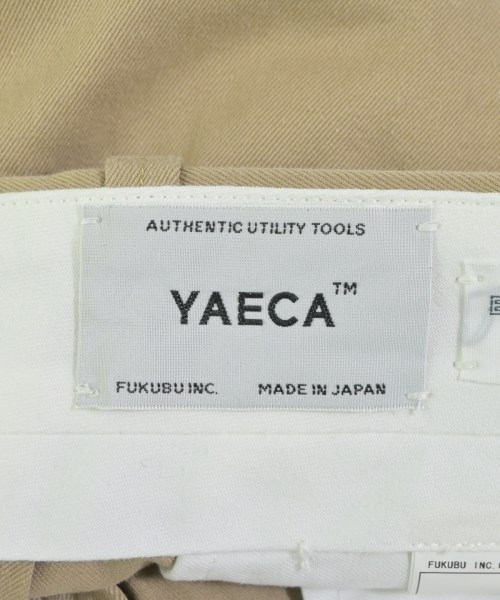 AUTHENTIC UTILITY TOOLS
YAECA™
FUKUBU INC. MADE IN JAPAN
FUKUBU INC.